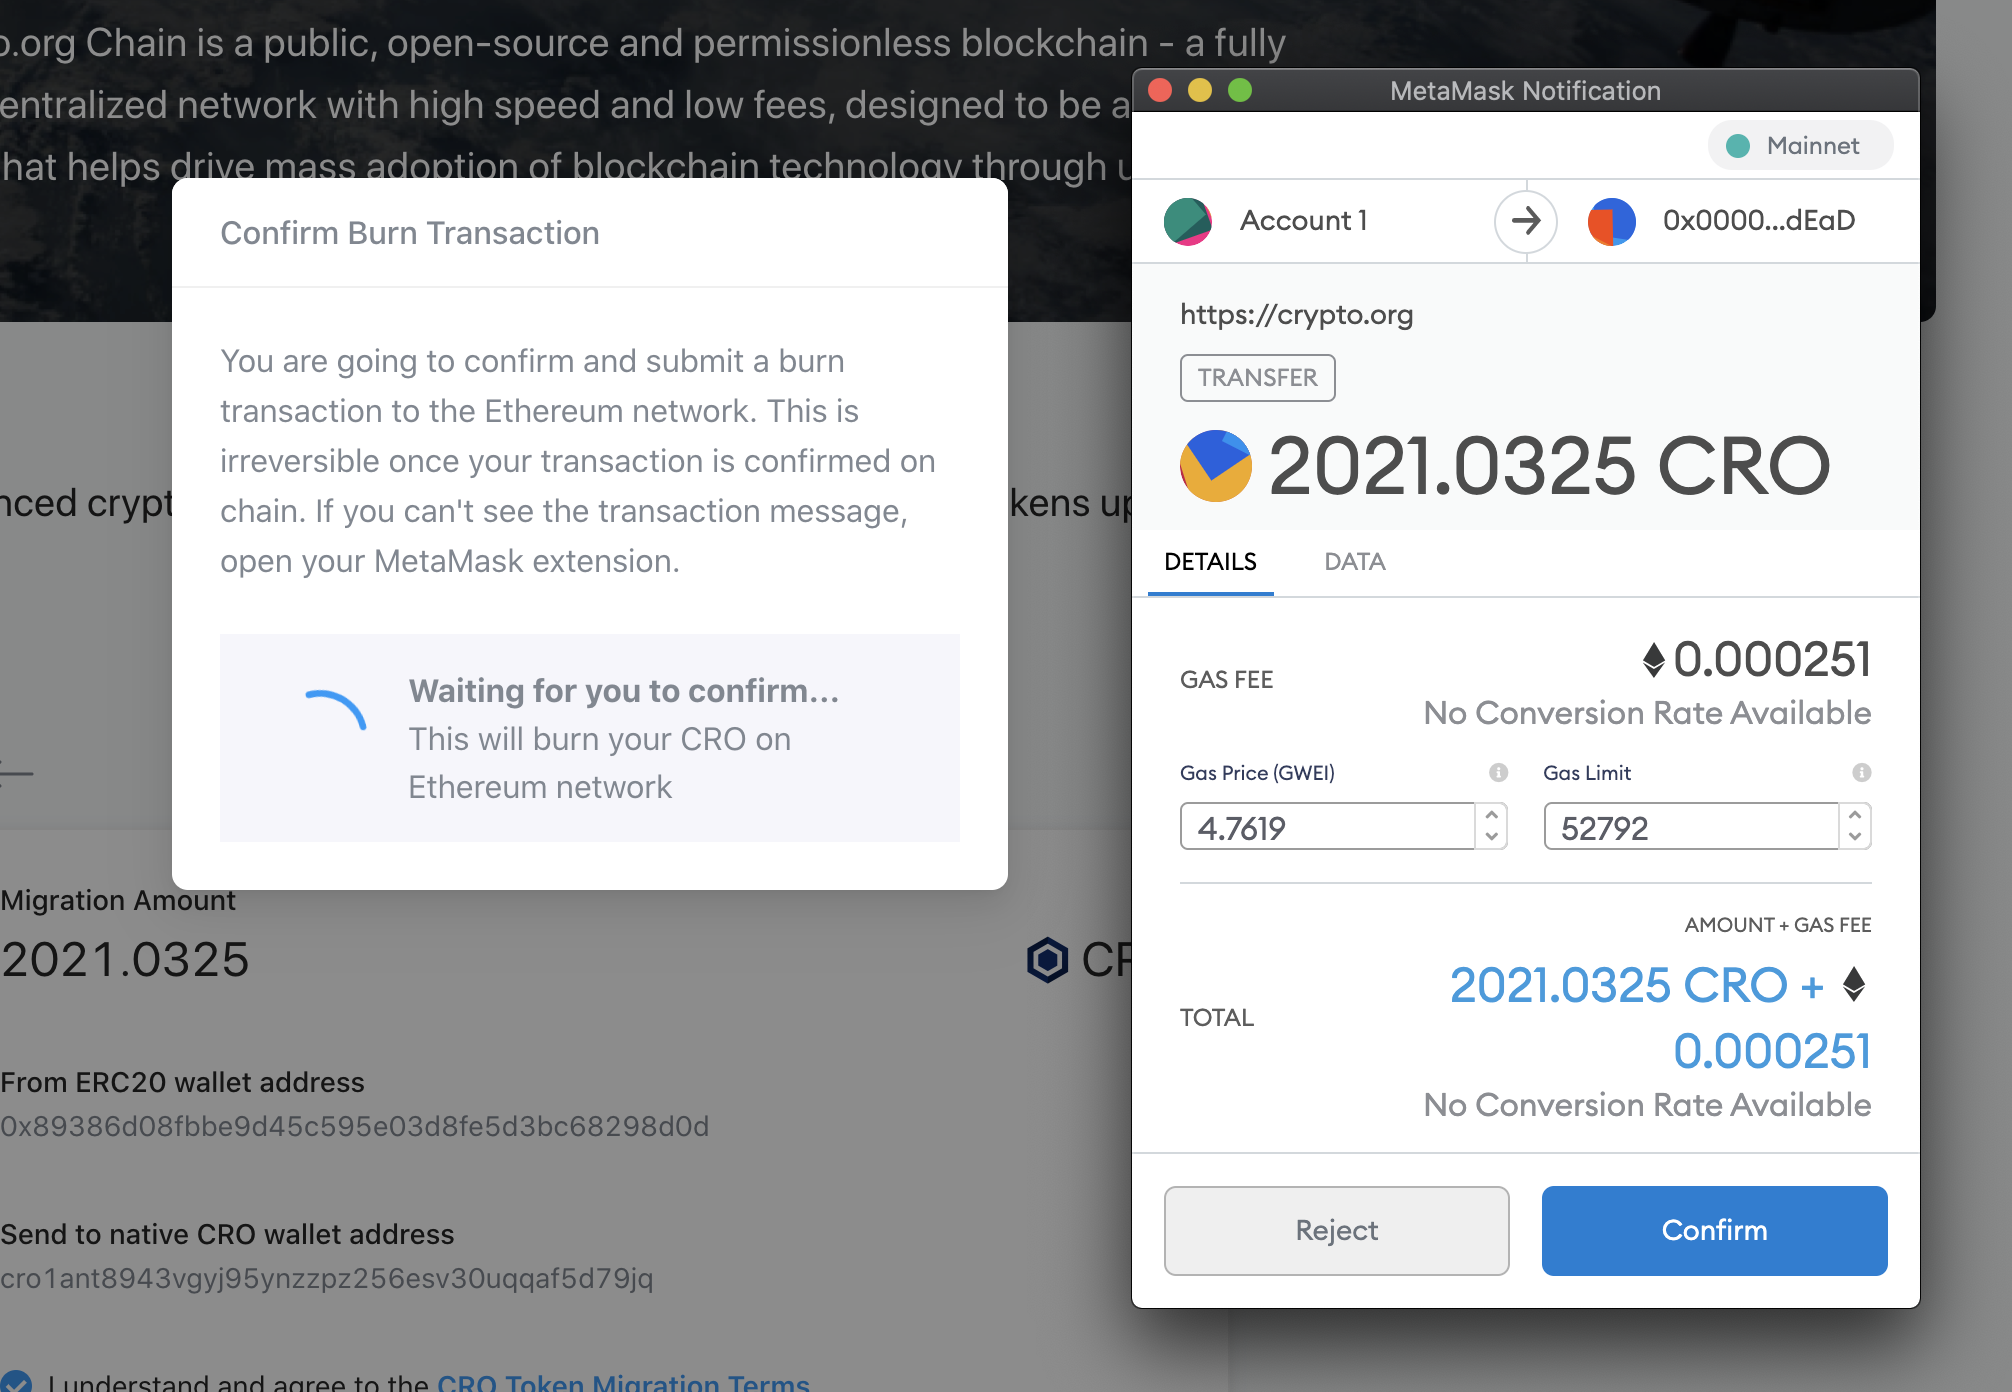 o.org Chain is a public, open-source and permissionless blockchain - a fully
entralized network with high speed and low fees, designed to be a
hat helps drive mass adoption of blockchain technology through
nced crypt
kens up
Confirm Burn Transaction
You are going to confirm and submit a burn
transaction to the Ethereum network. This is
irreversible once your transaction is confirmed on
chain. If you can't see the transaction message,
open your MetaMask extension.
Waiting for you to confirm...
This will burn your CRO on
Ethereum network
Migration Amount
2021.0325
CR
From ERC20 wallet address
0x89386d08fbbe9d45c595e03d8fe5d3bc68298d0d
Send to native CRO wallet address
cro1ant8943vgyj95ynzzpz256esv30uqqaf5d79jq
I understand and agree to the CRO Token Migration Terms
MetaMask Notification
Mainnet
Account 1
0x0000...dEaD
https://crypto.org
TRANSFER
2021.0325 CRO
DETAILS
DATA
GAS FEE
0.000251
No Conversion Rate Available
Gas Price (GWEI)
Gas Limit
4.7619
52792
AMOUNT + GAS FEE
TOTAL
2021.0325 CRO +
0.000251
No Conversion Rate Available
Reject
Confirm